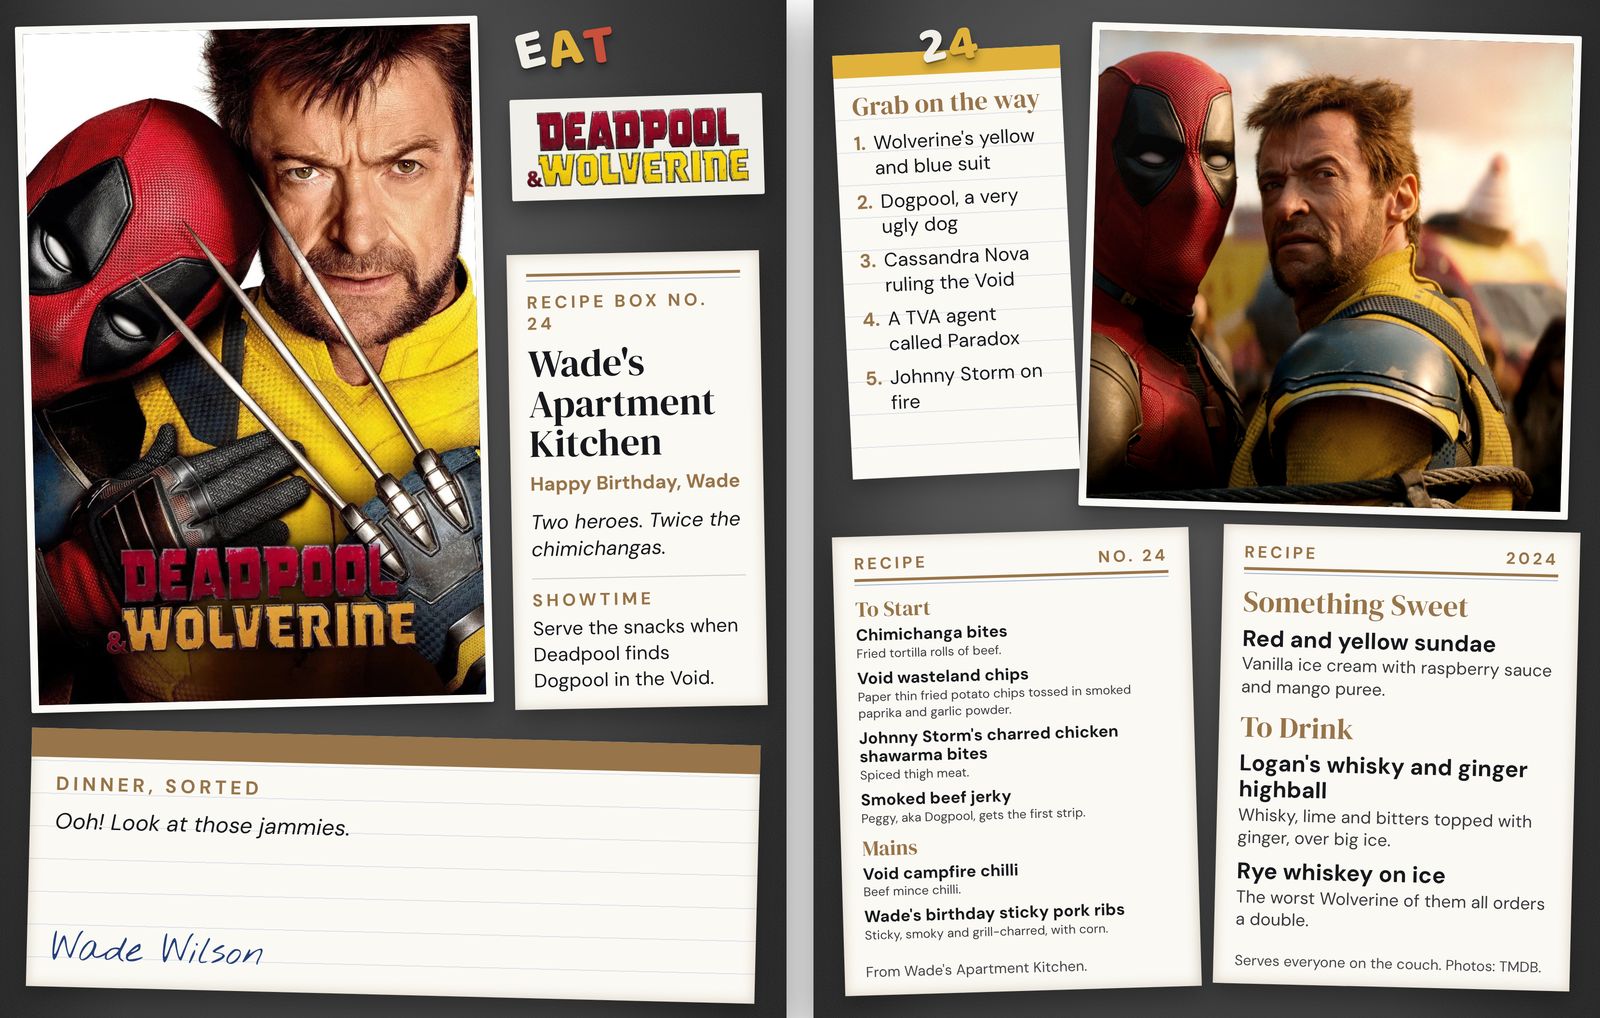 EAT
DEADPOOL
&WOLVERINE
DEADPOOL
&WOLVERINE
RECIPE BOX NO.
24
Wade's
Apartment
Kitchen
Happy Birthday, Wade
Two heroes. Twice the
chimichangas.
SHOWTIME
Serve the snacks when
Deadpool finds
Dogpool in the Void.
DINNER, SORTED
Ooh! Look at those jammies.
Wade Wilson
24
Grab on the way
1. Wolverine's yellow
and blue suit
2. Dogpool, a very
ugly dog
3. Cassandra Nova
ruling the Void
4. A TVA agent
called Paradox
5. Johnny Storm on
fire
RECIPE NO. 24
To Start
Chimichanga bites
Fried tortilla rolls of beef.
Void wasteland chips
Paper thin fried potato chips tossed in smoked
paprika and garlic powder.
Johnny Storm's charred chicken
shawarma bites
Spiced thigh meat.
Smoked beef jerky
Peggy, aka Dogpool, gets the first strip.
Mains
Void campfire chilli
Beef mince chilli.
Wade's birthday sticky pork ribs
Sticky, smoky and grill-charred, with corn.
From Wade's Apartment Kitchen.
RECIPE 2024
Something Sweet
Red and yellow sundae
Vanilla ice cream with raspberry sauce
and mango puree.
To Drink
Logan's whisky and ginger
highball
Whisky, lime and bitters topped with
ginger, over big ice.
Rye whiskey on ice
The worst Wolverine of them all orders
a double.
Serves everyone on the couch. Photos: TMDB.